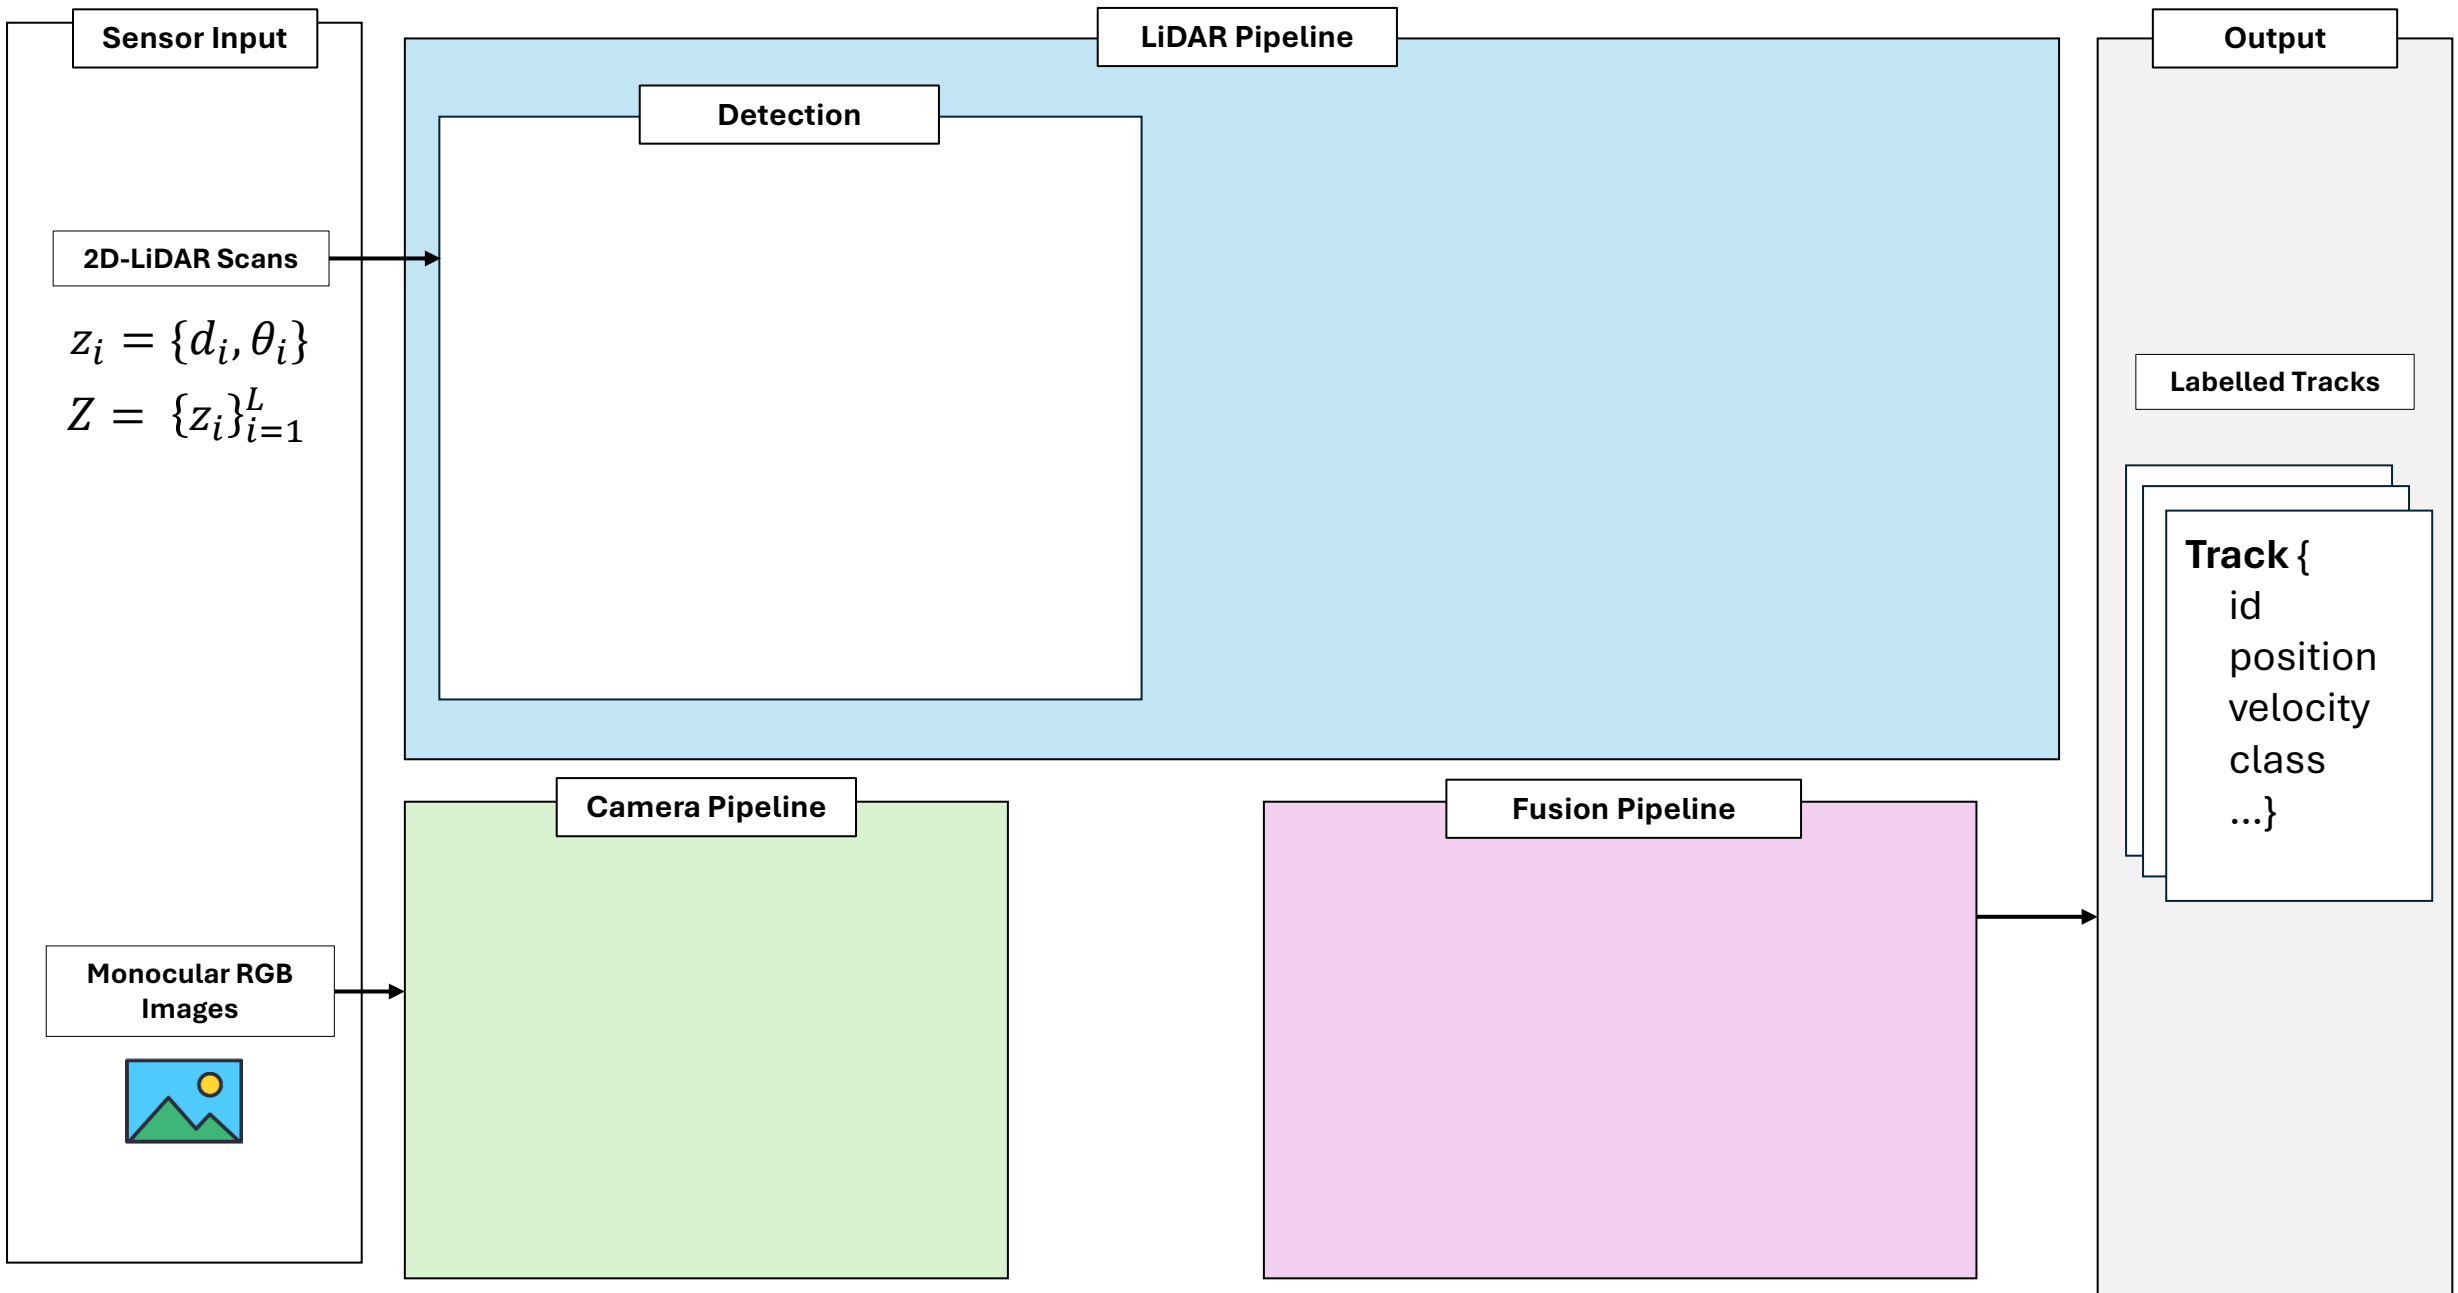 Sensor Input
2D-LiDAR Scans
z_i = {d_i, θ_i}
Z = {z_i}_{i=1}^L
Monocular RGB
Images
LiDAR Pipeline
Detection
Camera Pipeline
Fusion Pipeline
Output
Labelled Tracks
Track {
id
position
velocity
class
...}